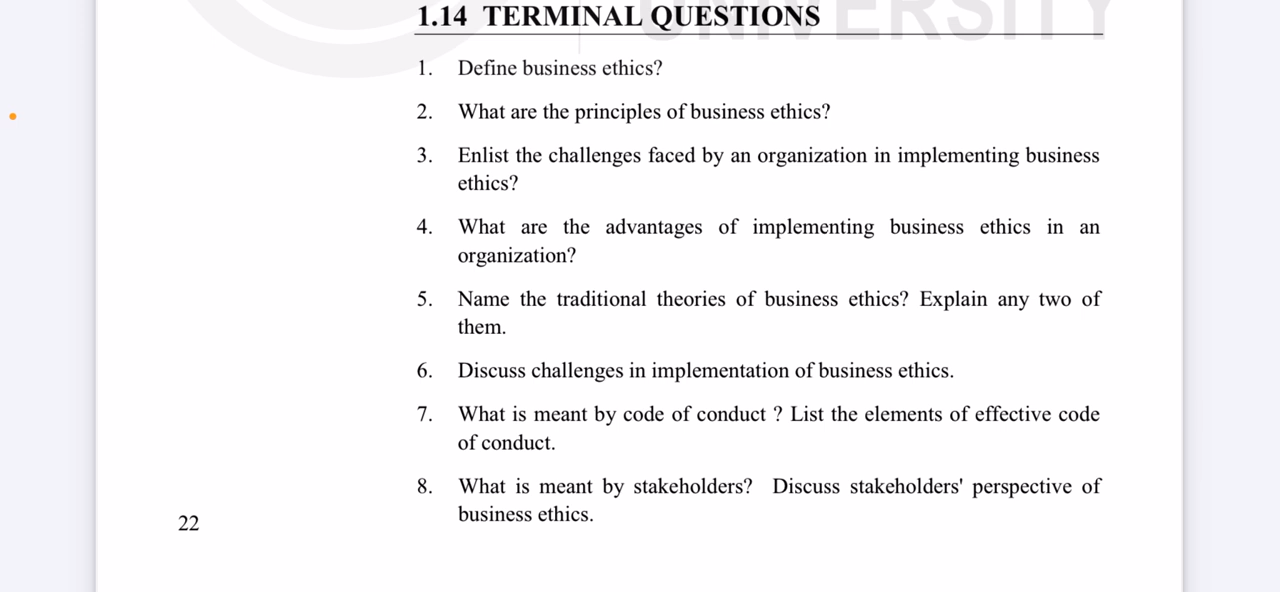 UNIVERSITY
1.14 TERMINAL QUESTIONS
1. Define business ethics?
2. What are the principles of business ethics?
3. Enlist the challenges faced by an organization in implementing business
ethics?
4. What are the advantages of implementing business ethics in an
organization?
5. Name the traditional theories of business ethics? Explain any two of
them.
6. Discuss challenges in implementation of business ethics.
7. What is meant by code of conduct ? List the elements of effective code
of conduct.
8. What is meant by stakeholders? Discuss stakeholders' perspective of
business ethics.
22